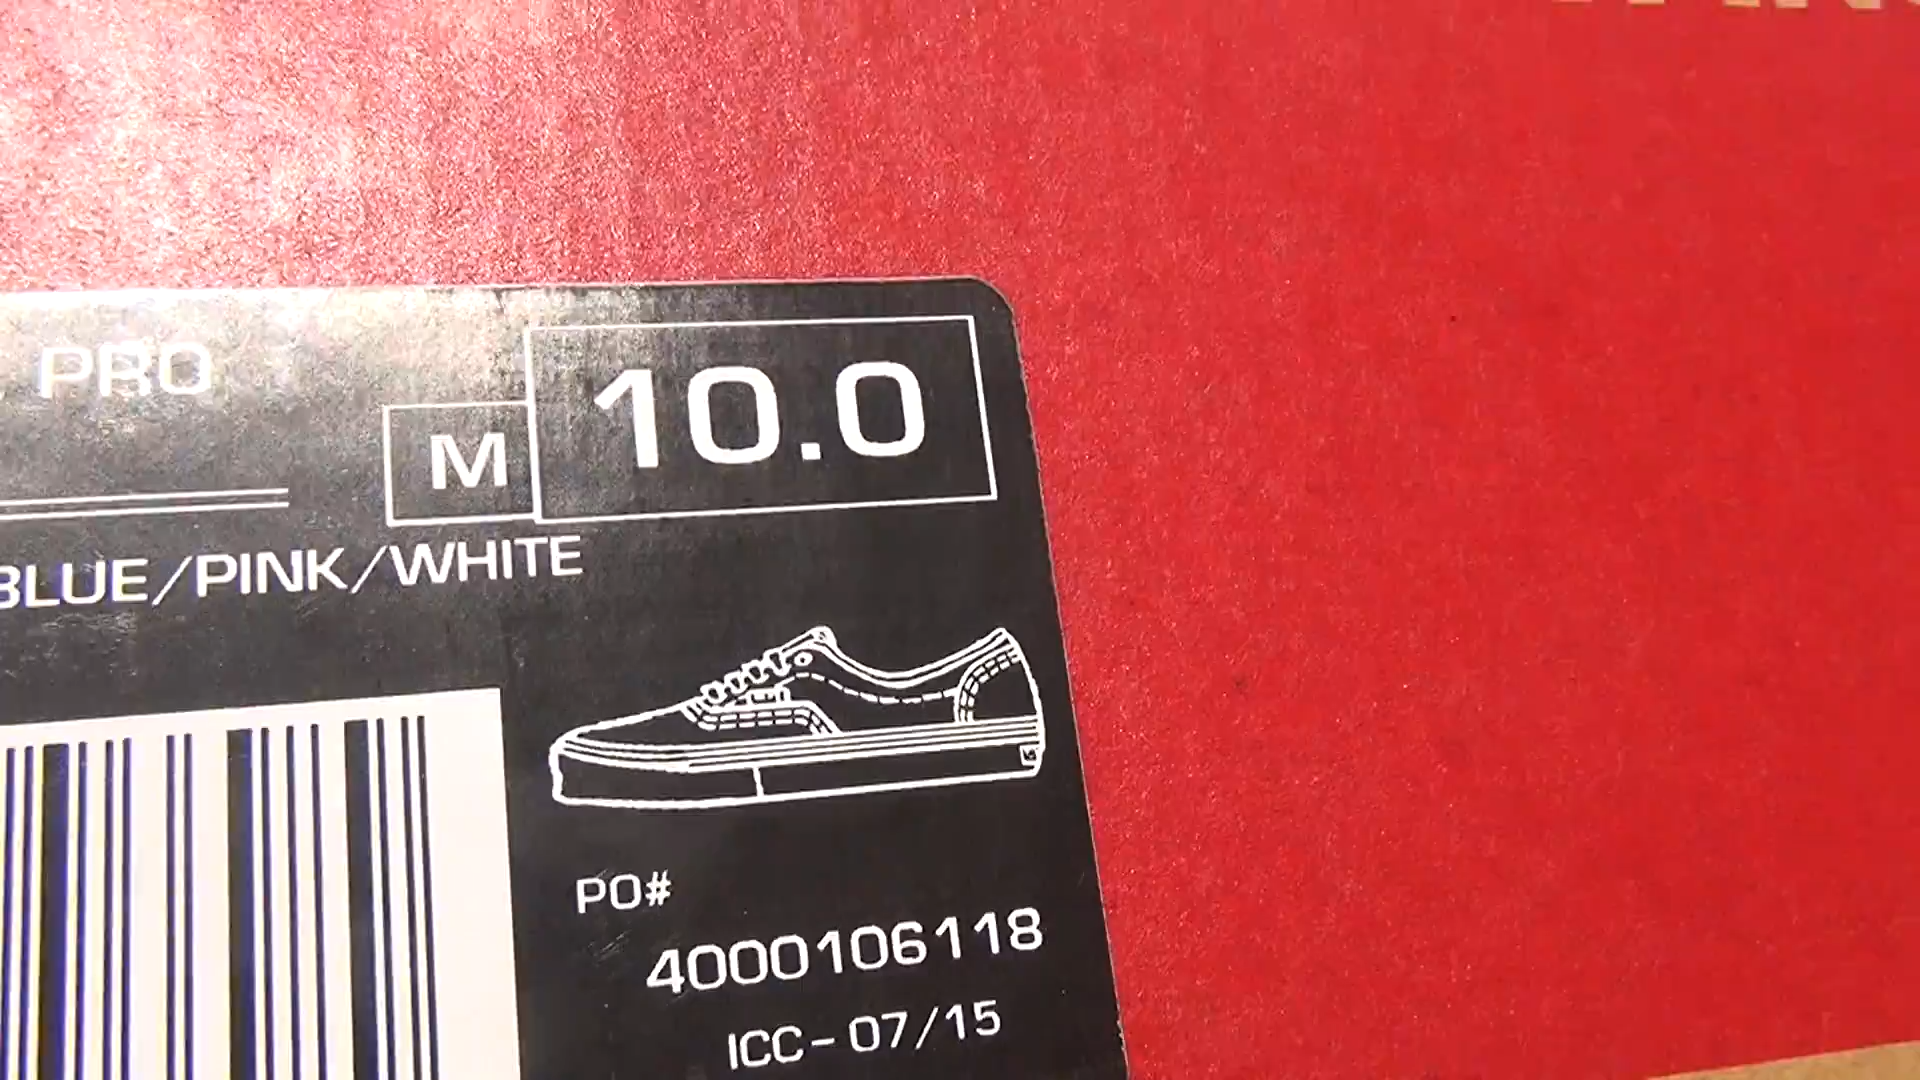 PRO
M
10.0
BLUE/PINK/WHITE
PO#
4000106118
ICC- 07/15